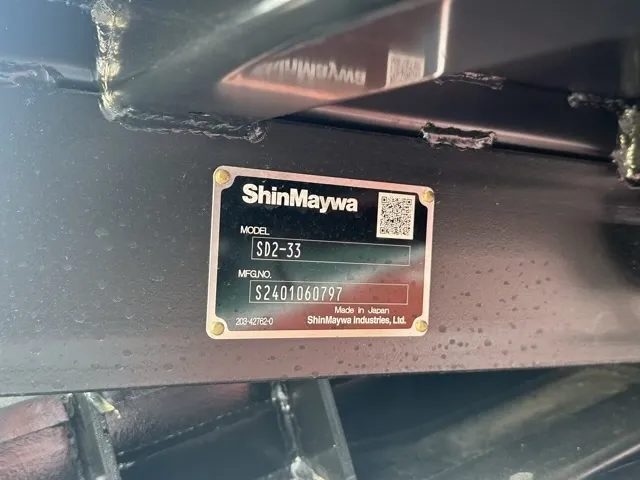 ShinMaywa
MODEL
SD2-33
MFG.NO.
S2401060797
Made in Japan
203-42762-0
ShinMaywa Industries, Ltd.